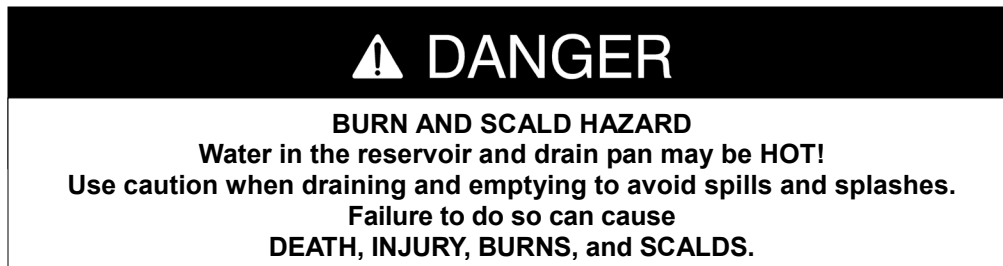 DANGER
BURN AND SCALD HAZARD
Water in the reservoir and drain pan may be HOT!
Use caution when draining and emptying to avoid spills and splashes.
Failure to do so can cause
DEATH, INJURY, BURNS, and SCALDS.